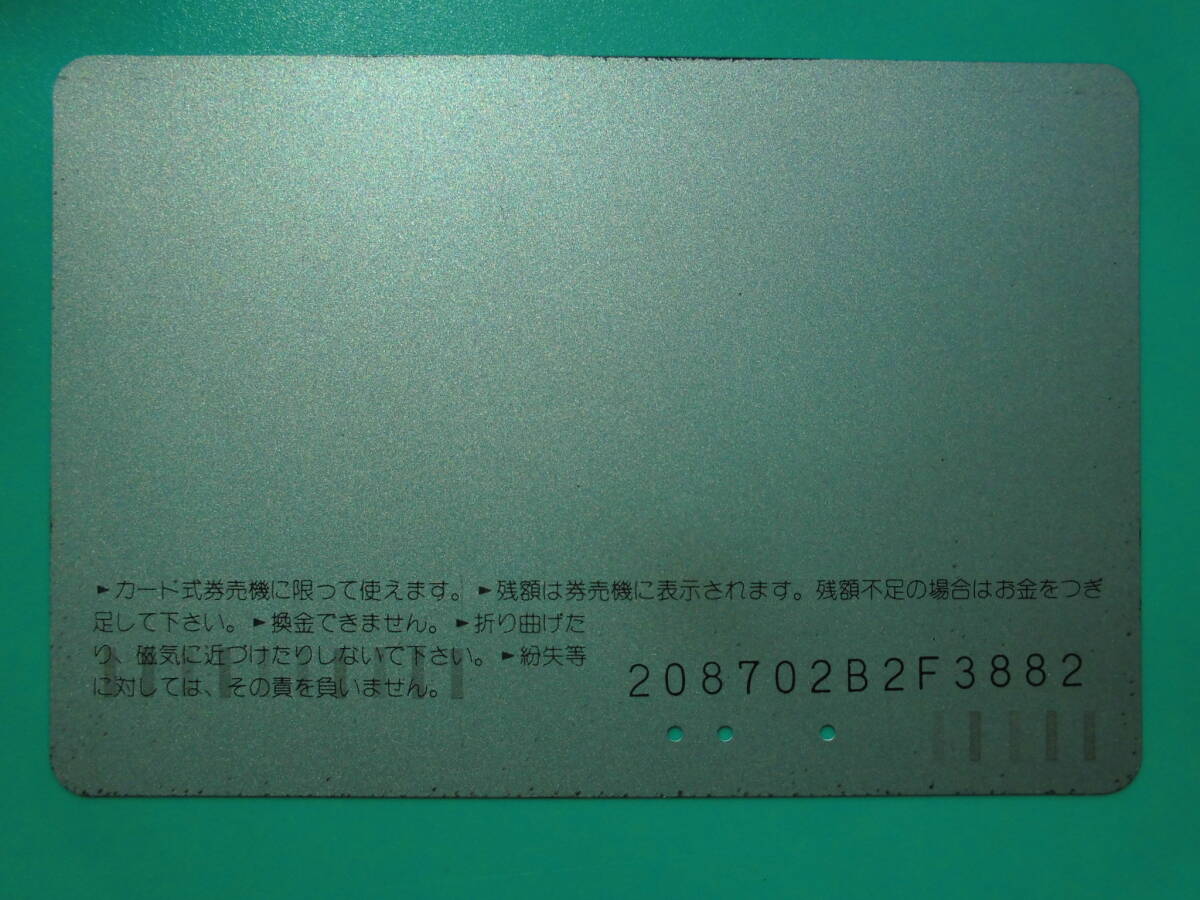 ►カード式券売機に限って使えます。►残額は券売機に表示されます。残額不足の場合はお金をつぎ
足して下さい。►換金できません。►折り曲げた
り、磁気に近づけたりしないで下さい。►紛失等
に対しては、その責を負いません。
208702B2F3882